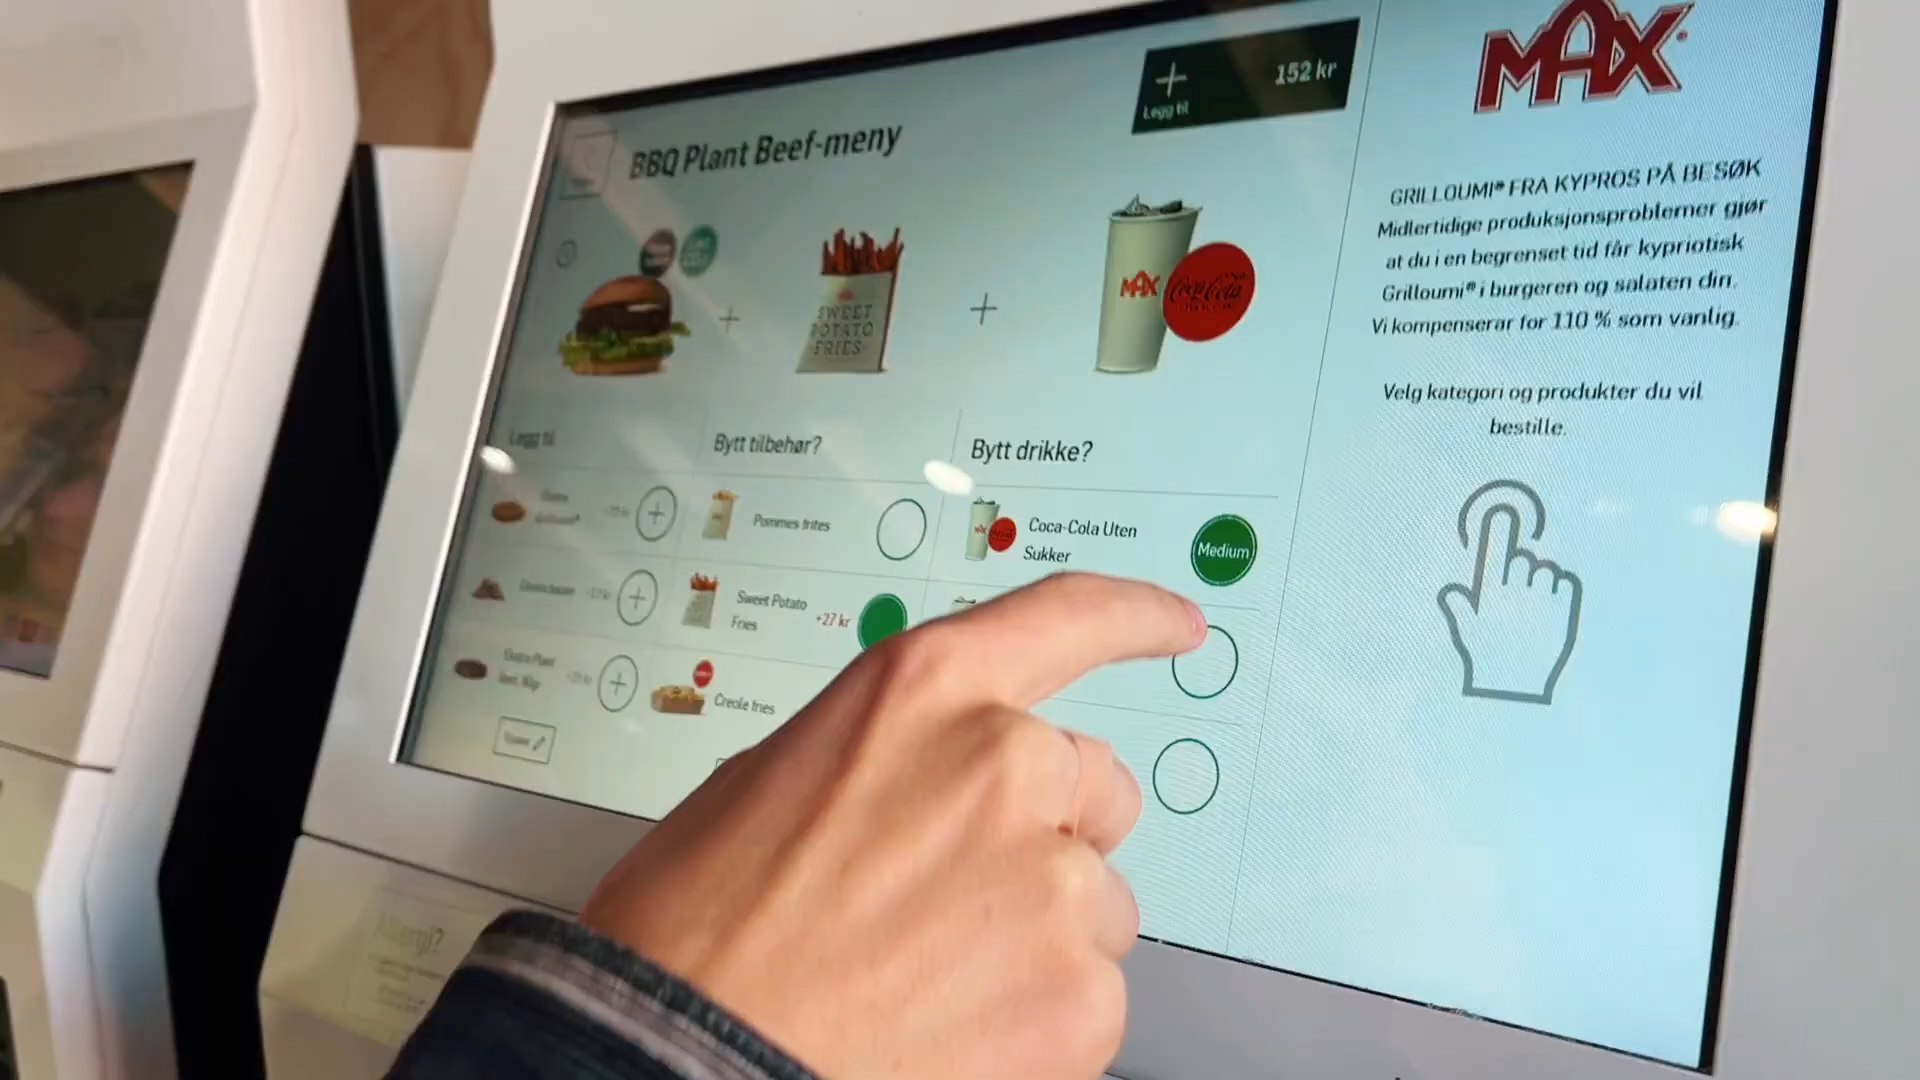 MAX
152 kr
Legg til
BBQ Plant Beef-meny
SWEET
POTATO
FRIES
MAX
Coca-Cola
GRILLOUMI® FRA KYPROS PÅ BESØK
Midlertidige produksjonsproblemer gjør
at du i en begrenset tid får kypriotisk
Grilloumi® i burgeren og salaten din.
Vi kompenserar for 110 % som vanlig.
Velg kategori og produkter du vil
bestille.
Legg til
Bytt tilbehør?
Bytt drikke?
Pommes frites
Sweet Potato
Fries
+27 kr
Creole fries
Coca-Cola Uten
Sukker
Medium
Ekstra Plant
Allergi?